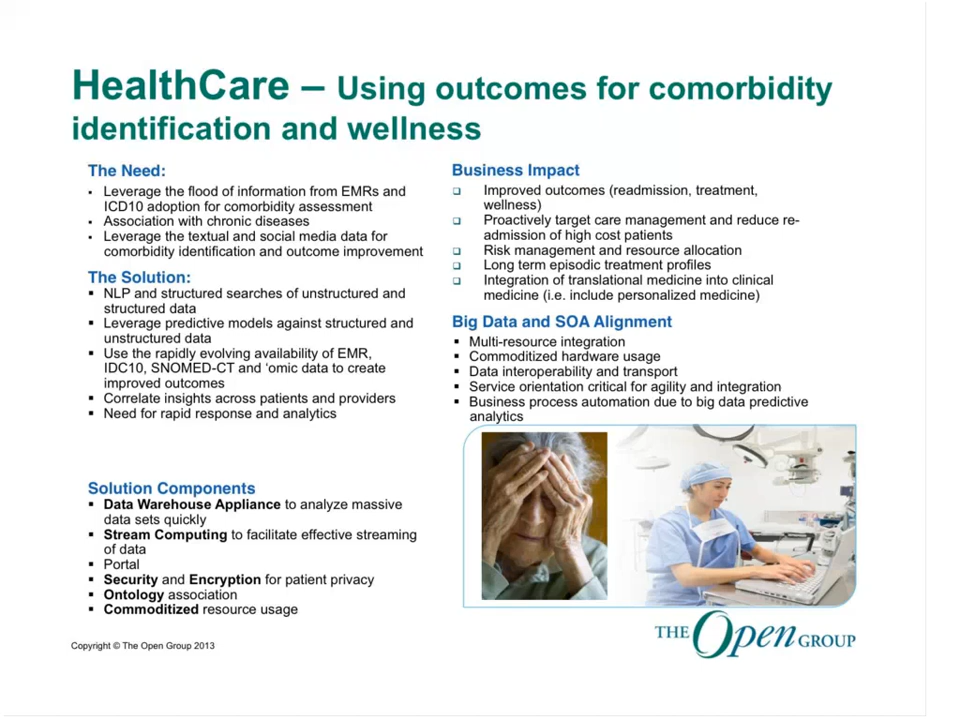 HealthCare – Using outcomes for comorbidity
identification and wellness
The Need:
▪ Leverage the flood of information from EMRs and
ICD10 adoption for comorbidity assessment
▪ Association with chronic diseases
▪ Leverage the textual and social media data for
comorbidity identification and outcome improvement
The Solution:
▪ NLP and structured searches of unstructured and
structured data
▪ Leverage predictive models against structured and
unstructured data
▪ Use the rapidly evolving availability of EMR,
IDC10, SNOMED-CT and ‘omic data to create
improved outcomes
▪ Correlate insights across patients and providers
▪ Need for rapid response and analytics
Solution Components
▪ Data Warehouse Appliance to analyze massive
data sets quickly
▪ Stream Computing to facilitate effective streaming
of data
▪ Portal
▪ Security and Encryption for patient privacy
▪ Ontology association
▪ Commoditized resource usage
Business Impact
❑ Improved outcomes (readmission, treatment,
wellness)
❑ Proactively target care management and reduce re-
admission of high cost patients
❑ Risk management and resource allocation
❑ Long term episodic treatment profiles
❑ Integration of translational medicine into clinical
medicine (i.e. include personalized medicine)
Big Data and SOA Alignment
▪ Multi-resource integration
▪ Commoditized hardware usage
▪ Data interoperability and transport
▪ Service orientation critical for agility and integration
▪ Business process automation due to big data predictive
analytics
Copyright © The Open Group 2013
THE Open GROUP